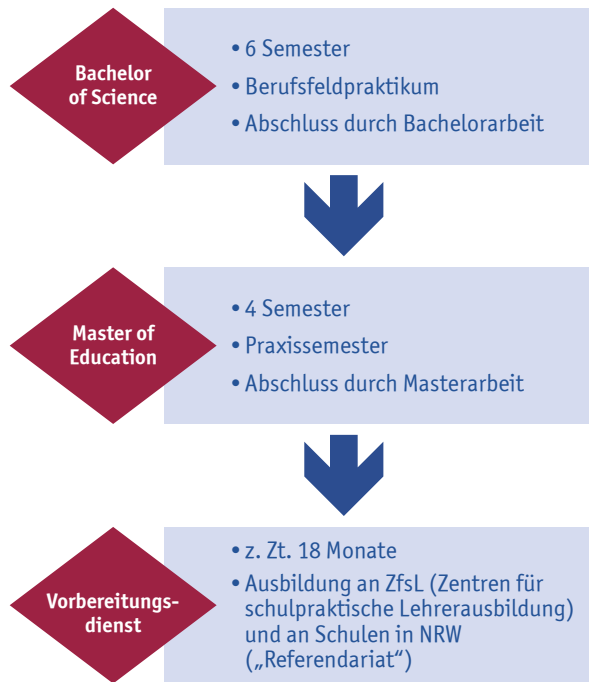 Bachelor
of Science
• 6 Semester
• Berufsfeldpraktikum
• Abschluss durch Bachelorarbeit
Master of
Education
• 4 Semester
• Praxissemester
• Abschluss durch Masterarbeit
Vorbereitungs-
dienst
• z. Zt. 18 Monate
• Ausbildung an ZfsL (Zentren für
schulpraktische Lehrerausbildung)
und an Schulen in NRW
(„Referendariat“)